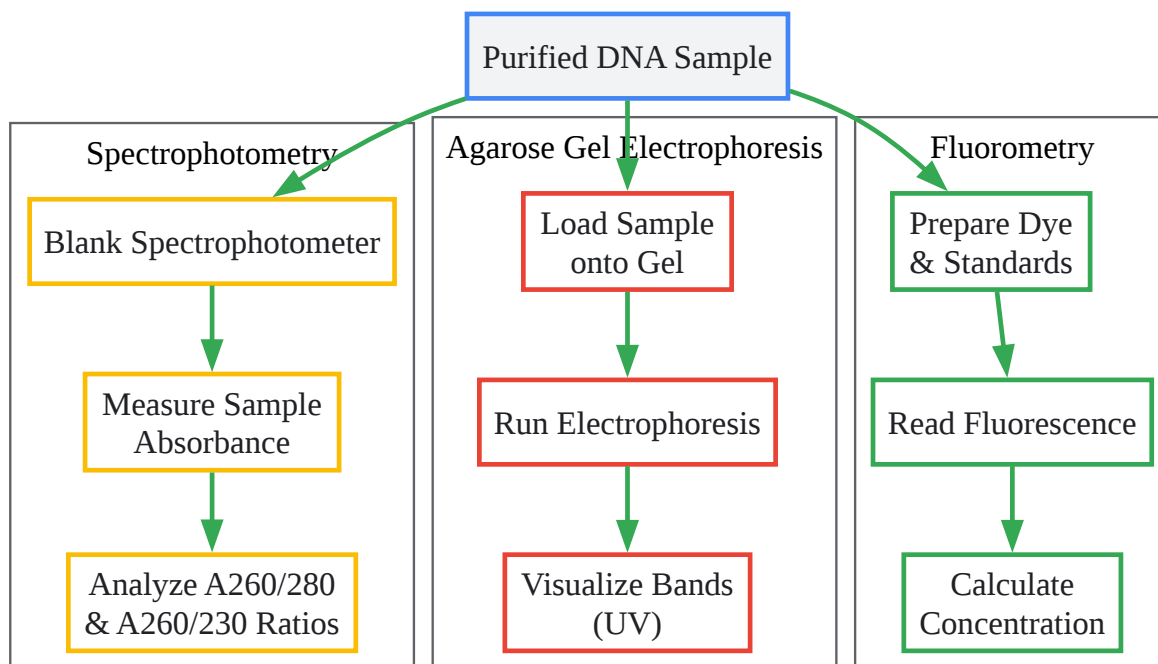 Purified DNA Sample
Spectrophotometry
Blank Spectrophotometer
Measure Sample
Absorbance
Analyze A260/280
& A260/230 Ratios
Agarose Gel Electrophoresis
Load Sample
onto Gel
Run Electrophoresis
Visualize Bands
(UV)
Fluorometry
Prepare Dye
& Standards
Read Fluorescence
Calculate
Concentration